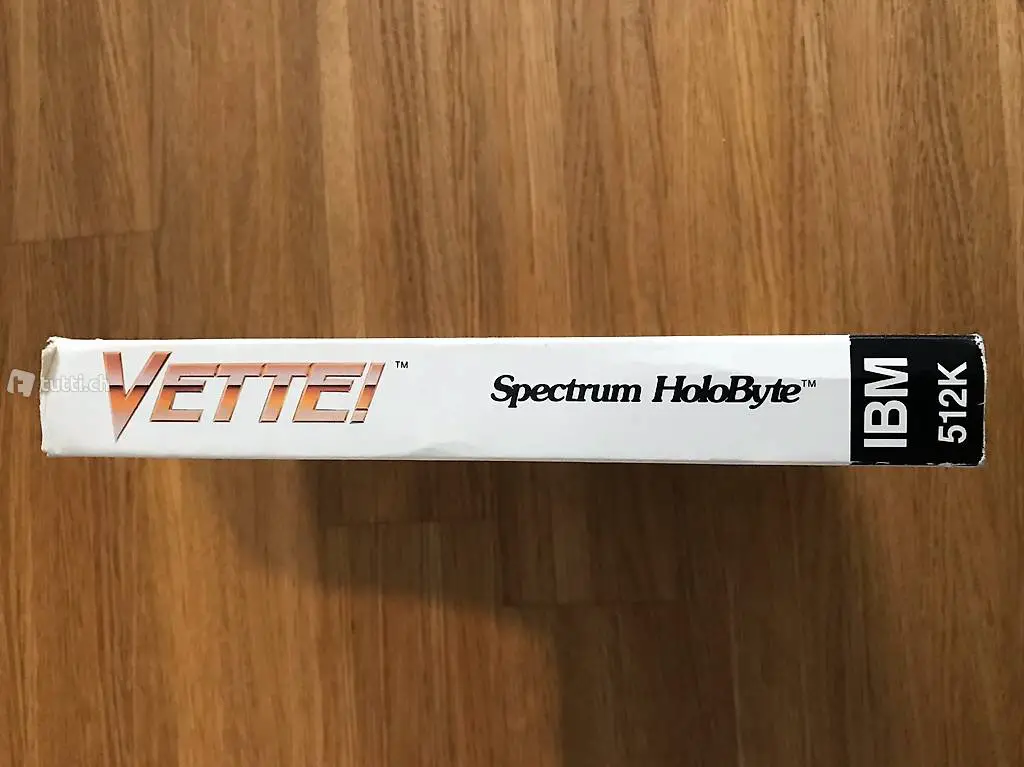 VETTE!™
Spectrum HoloByte™
IBM
512K
tutti.ch